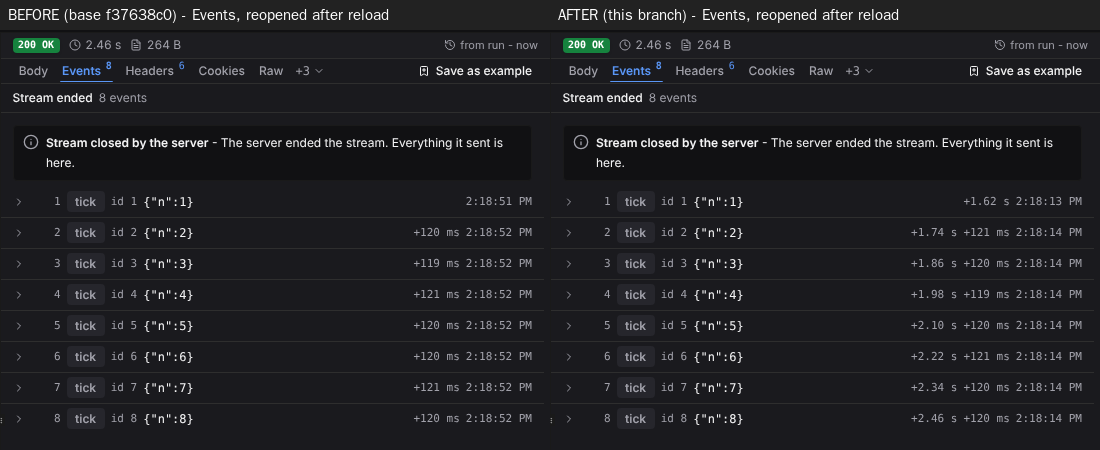 BEFORE (base f37638c0) - Events, reopened after reload
200 OK 2.46 s 264 B from run - now
Body Events 8 Headers 6 Cookies Raw +3 Save as example
Stream ended 8 events
Stream closed by the server - The server ended the stream. Everything it sent is
here.
1 tick id 1 {"n":1} 2:18:51 PM
2 tick id 2 {"n":2} +120 ms 2:18:52 PM
3 tick id 3 {"n":3} +119 ms 2:18:52 PM
4 tick id 4 {"n":4} +121 ms 2:18:52 PM
5 tick id 5 {"n":5} +120 ms 2:18:52 PM
6 tick id 6 {"n":6} +120 ms 2:18:52 PM
7 tick id 7 {"n":7} +121 ms 2:18:52 PM
8 tick id 8 {"n":8} +120 ms 2:18:52 PM
AFTER (this branch) - Events, reopened after reload
200 OK 2.46 s 264 B from run - now
Body Events 8 Headers 6 Cookies Raw +3 Save as example
Stream ended 8 events
Stream closed by the server - The server ended the stream. Everything it sent is
here.
1 tick id 1 {"n":1} +1.62 s 2:18:13 PM
2 tick id 2 {"n":2} +1.74 s +121 ms 2:18:14 PM
3 tick id 3 {"n":3} +1.86 s +120 ms 2:18:14 PM
4 tick id 4 {"n":4} +1.98 s +119 ms 2:18:14 PM
5 tick id 5 {"n":5} +2.10 s +120 ms 2:18:14 PM
6 tick id 6 {"n":6} +2.22 s +121 ms 2:18:14 PM
7 tick id 7 {"n":7} +2.34 s +120 ms 2:18:14 PM
8 tick id 8 {"n":8} +2.46 s +120 ms 2:18:14 PM